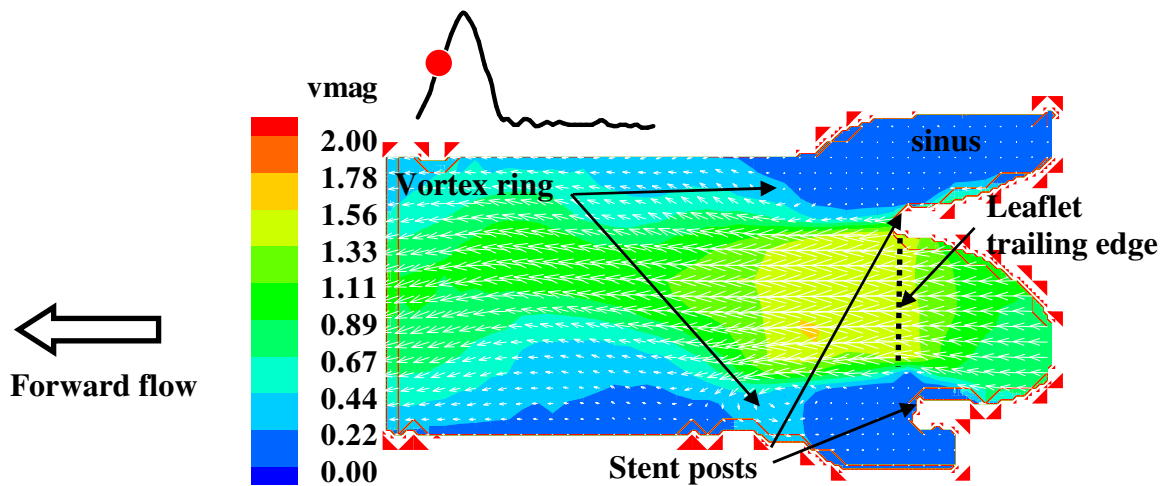 vmag
2.00
1.78
1.56
1.33
1.11
0.89
0.67
0.44
0.22
0.00
sinus
Vortex ring
Leaflet
trailing edge
Forward flow
Stent posts